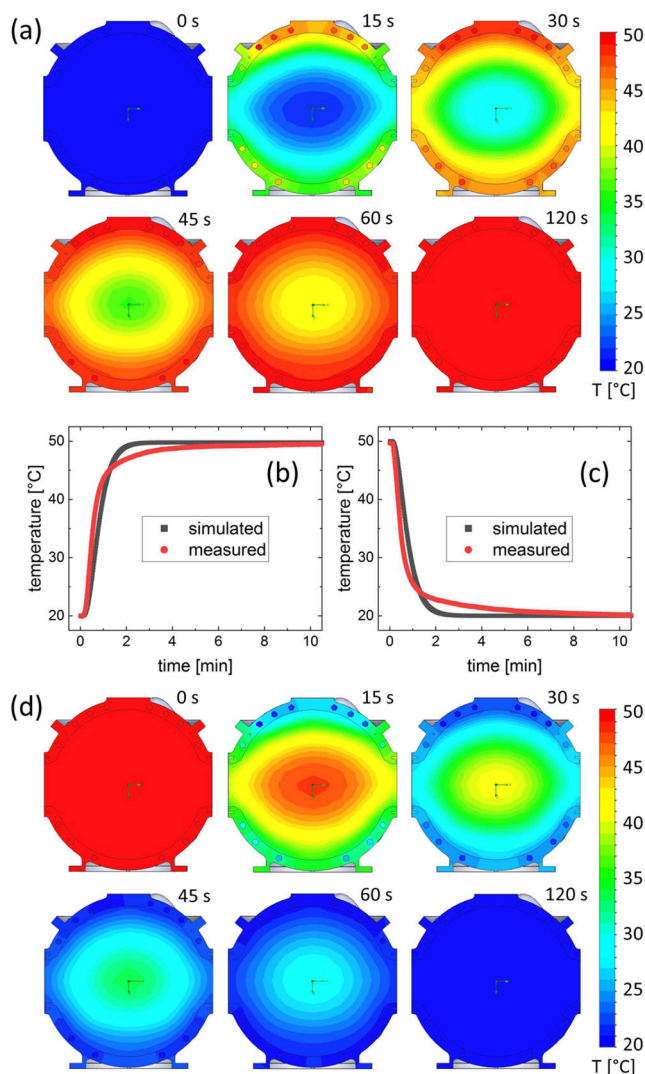 (a)
0 s
15 s
30 s
50
45
40
35
30
25
20
T [°C]
45 s
60 s
120 s
(b)
temperature [°C]
50
40
30
20
simulated
measured
0 2 4 6 8 10
time [min]
(c)
temperature [°C]
50
40
30
20
simulated
measured
0 2 4 6 8 10
time [min]
(d)
0 s
15 s
30 s
50
45
40
35
30
25
20
T [°C]
45 s
60 s
120 s